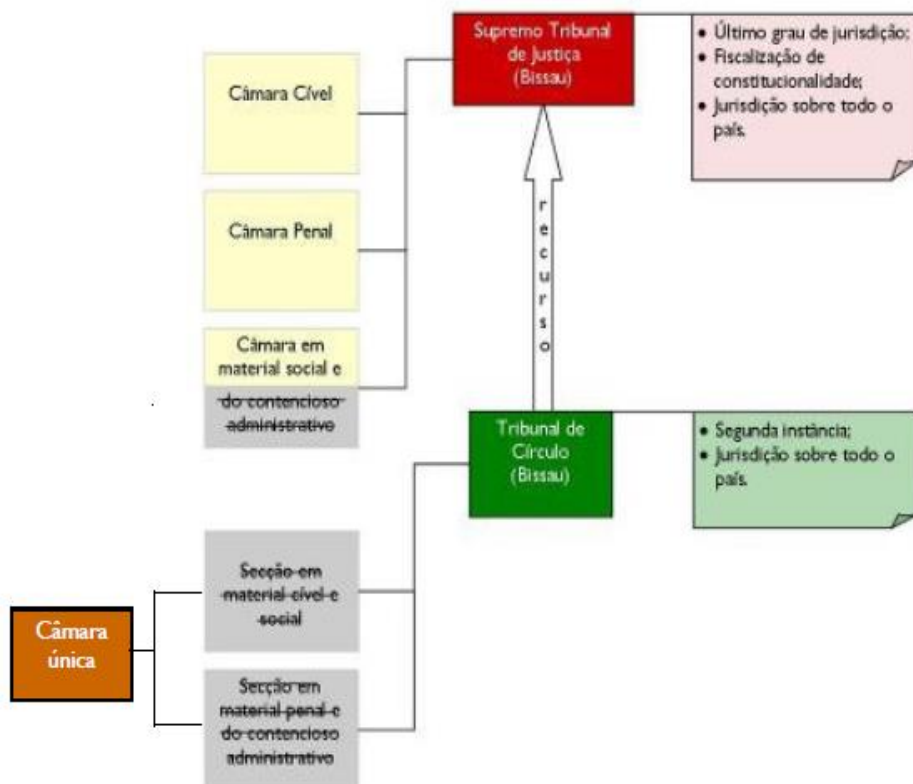 Supremo Tribunal
de Justiça
(Bissau)
• Último grau de jurisdição;
• Fiscalização de
constitucionalidade;
• Jurisdição sobre todo o
país.
Câmara Cível
Câmara Penal
Câmara em
material social e
do contencioso
administrativo
recurso
Tribunal de
Círculo
(Bissau)
• Segunda instância;
• Jurisdição sobre todo o
país.
Secção em
material cível e
social
Câmara
única
Secção em
material penal e
do contencioso
administrativo